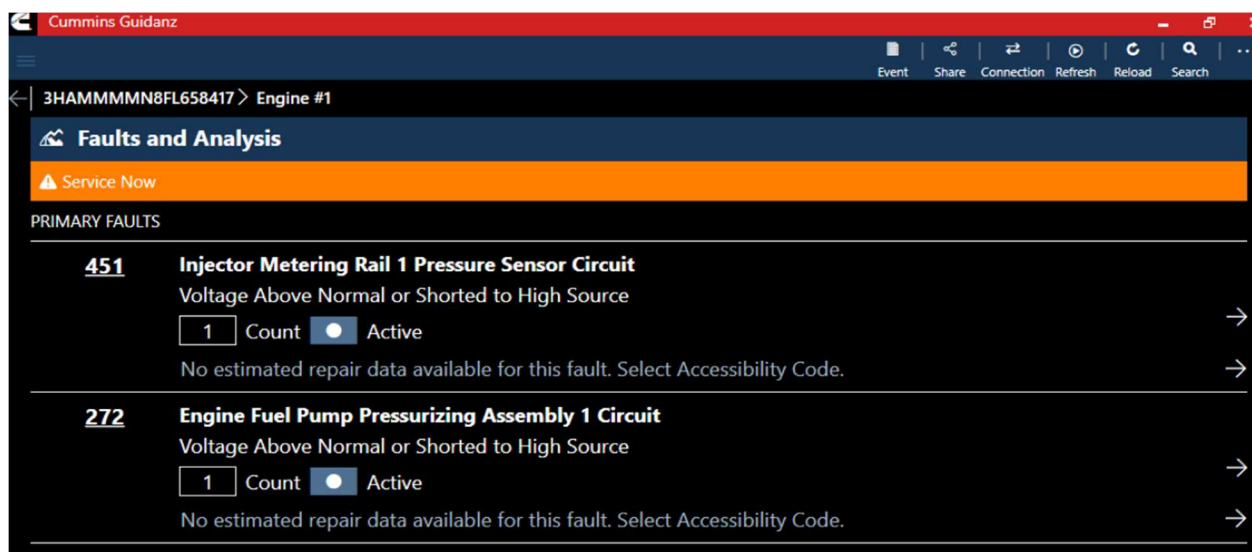 Cummins Guidanz
Event Share Connection Refresh Reload Search
3HAMMMMN8FL658417 > Engine #1
Faults and Analysis
Service Now
PRIMARY FAULTS
451 Injector Metering Rail 1 Pressure Sensor Circuit
Voltage Above Normal or Shorted to High Source
1 Count Active
No estimated repair data available for this fault. Select Accessibility Code.
272 Engine Fuel Pump Pressurizing Assembly 1 Circuit
Voltage Above Normal or Shorted to High Source
1 Count Active
No estimated repair data available for this fault. Select Accessibility Code.